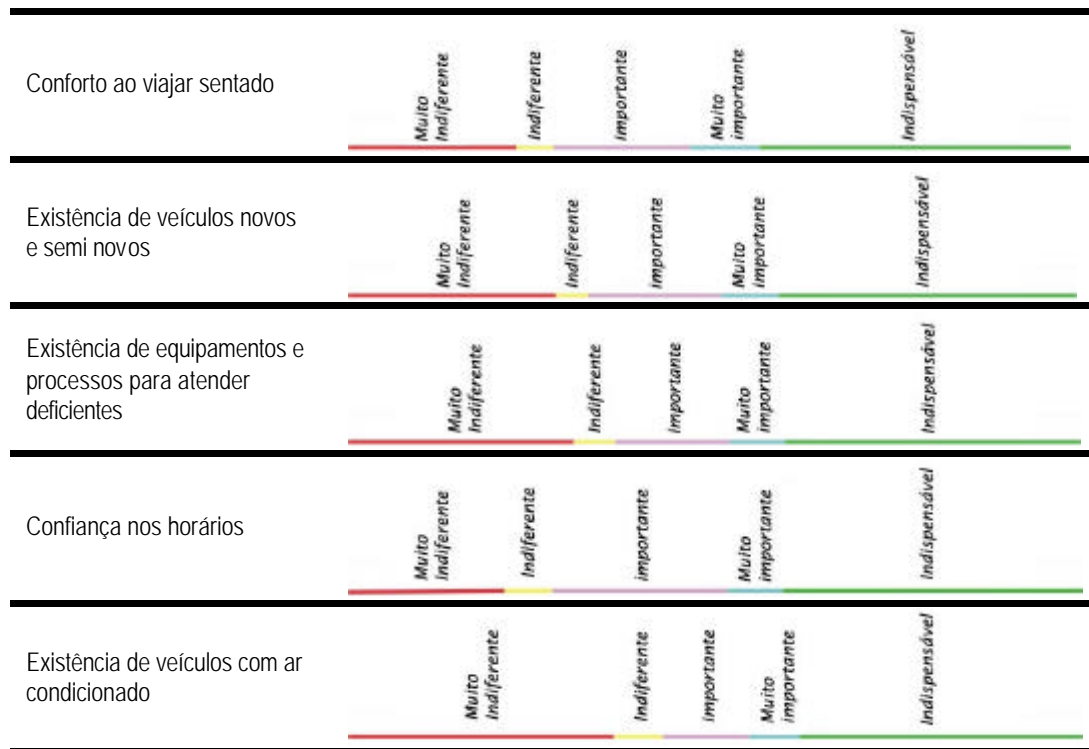 Conforto ao viajar sentado
Muito
Indiferente
Indiferente
importante
Muito
importante
Indispensável
Existência de veículos novos
e semi novos
Muito
Indiferente
Indiferente
importante
Muito
importante
Indispensável
Existência de equipamentos e
processos para atender
deficientes
Muito
Indiferente
Indiferente
importante
Muito
importante
Indispensável
Confiança nos horários
Muito
Indiferente
Indiferente
importante
Muito
importante
Indispensável
Existência de veículos com ar
condicionado
Muito
Indiferente
Indiferente
importante
Muito
importante
Indispensável